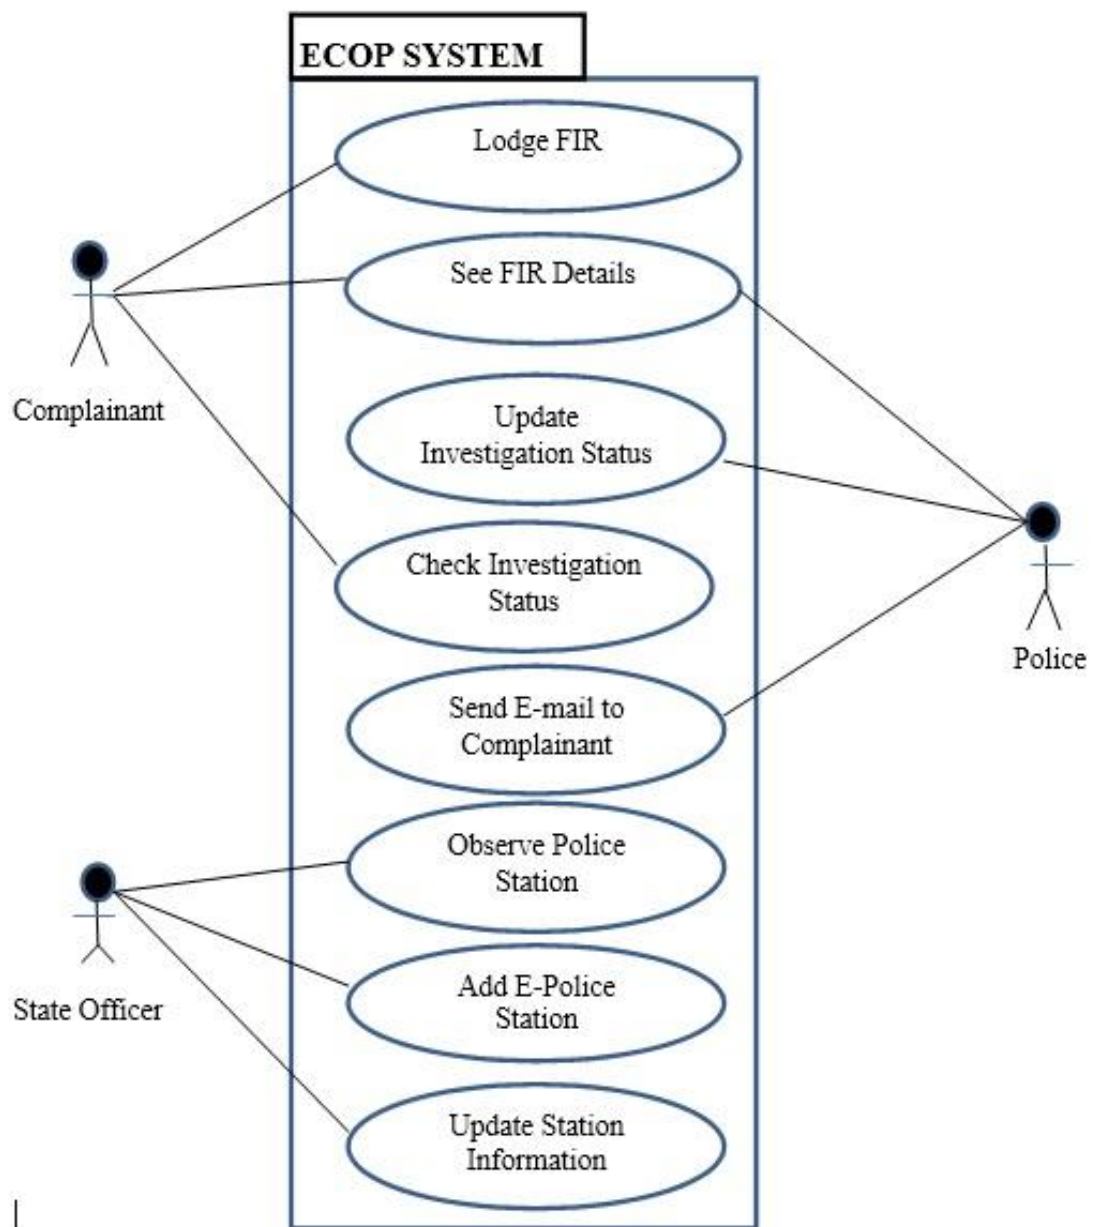 ECOP SYSTEM
Lodge FIR
See FIR Details
Complainant
Update
Investigation Status
Check Investigation
Status
Police
Send E-mail to
Complainant
Observe Police
Station
State Officer
Add E-Police
Station
Update Station
Information